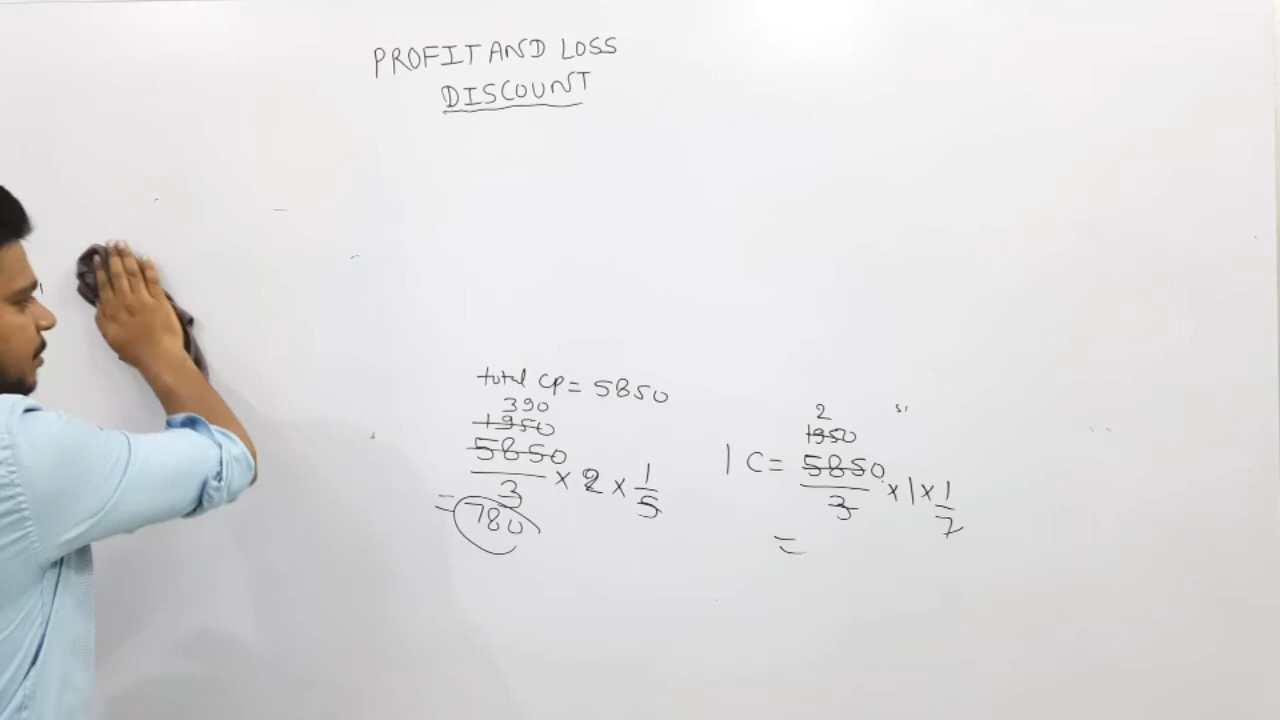 PROFIT AND LOSS
DISCOUNT
total CP = 5850
390
1950
5850
3
× 2 × 1
5
= 780
2
1950
1 C = 5850
3
× 1 × 1
7
=